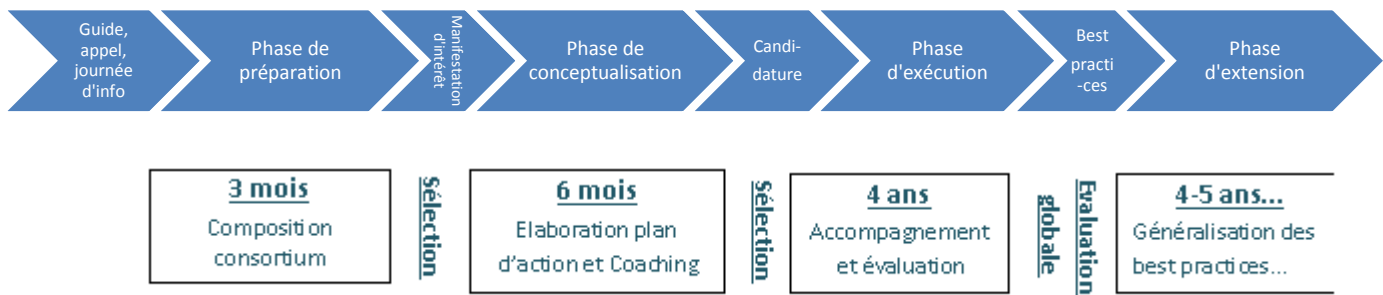 Guide,
appel,
journée
d'info
Phase de
préparation
Manifestation
d'intérêt
Phase de
conceptualisation
Candi-
dature
Phase
d'exécution
Best
practi
-ces
Phase
d'extension
3 mois
Composition
consortium
Sélection
6 mois
Elaboration plan
d'action et Coaching
Sélection
4 ans
Accompagnement
et évaluation
Evaluation
globale
4-5 ans...
Généralisation des
best practices...